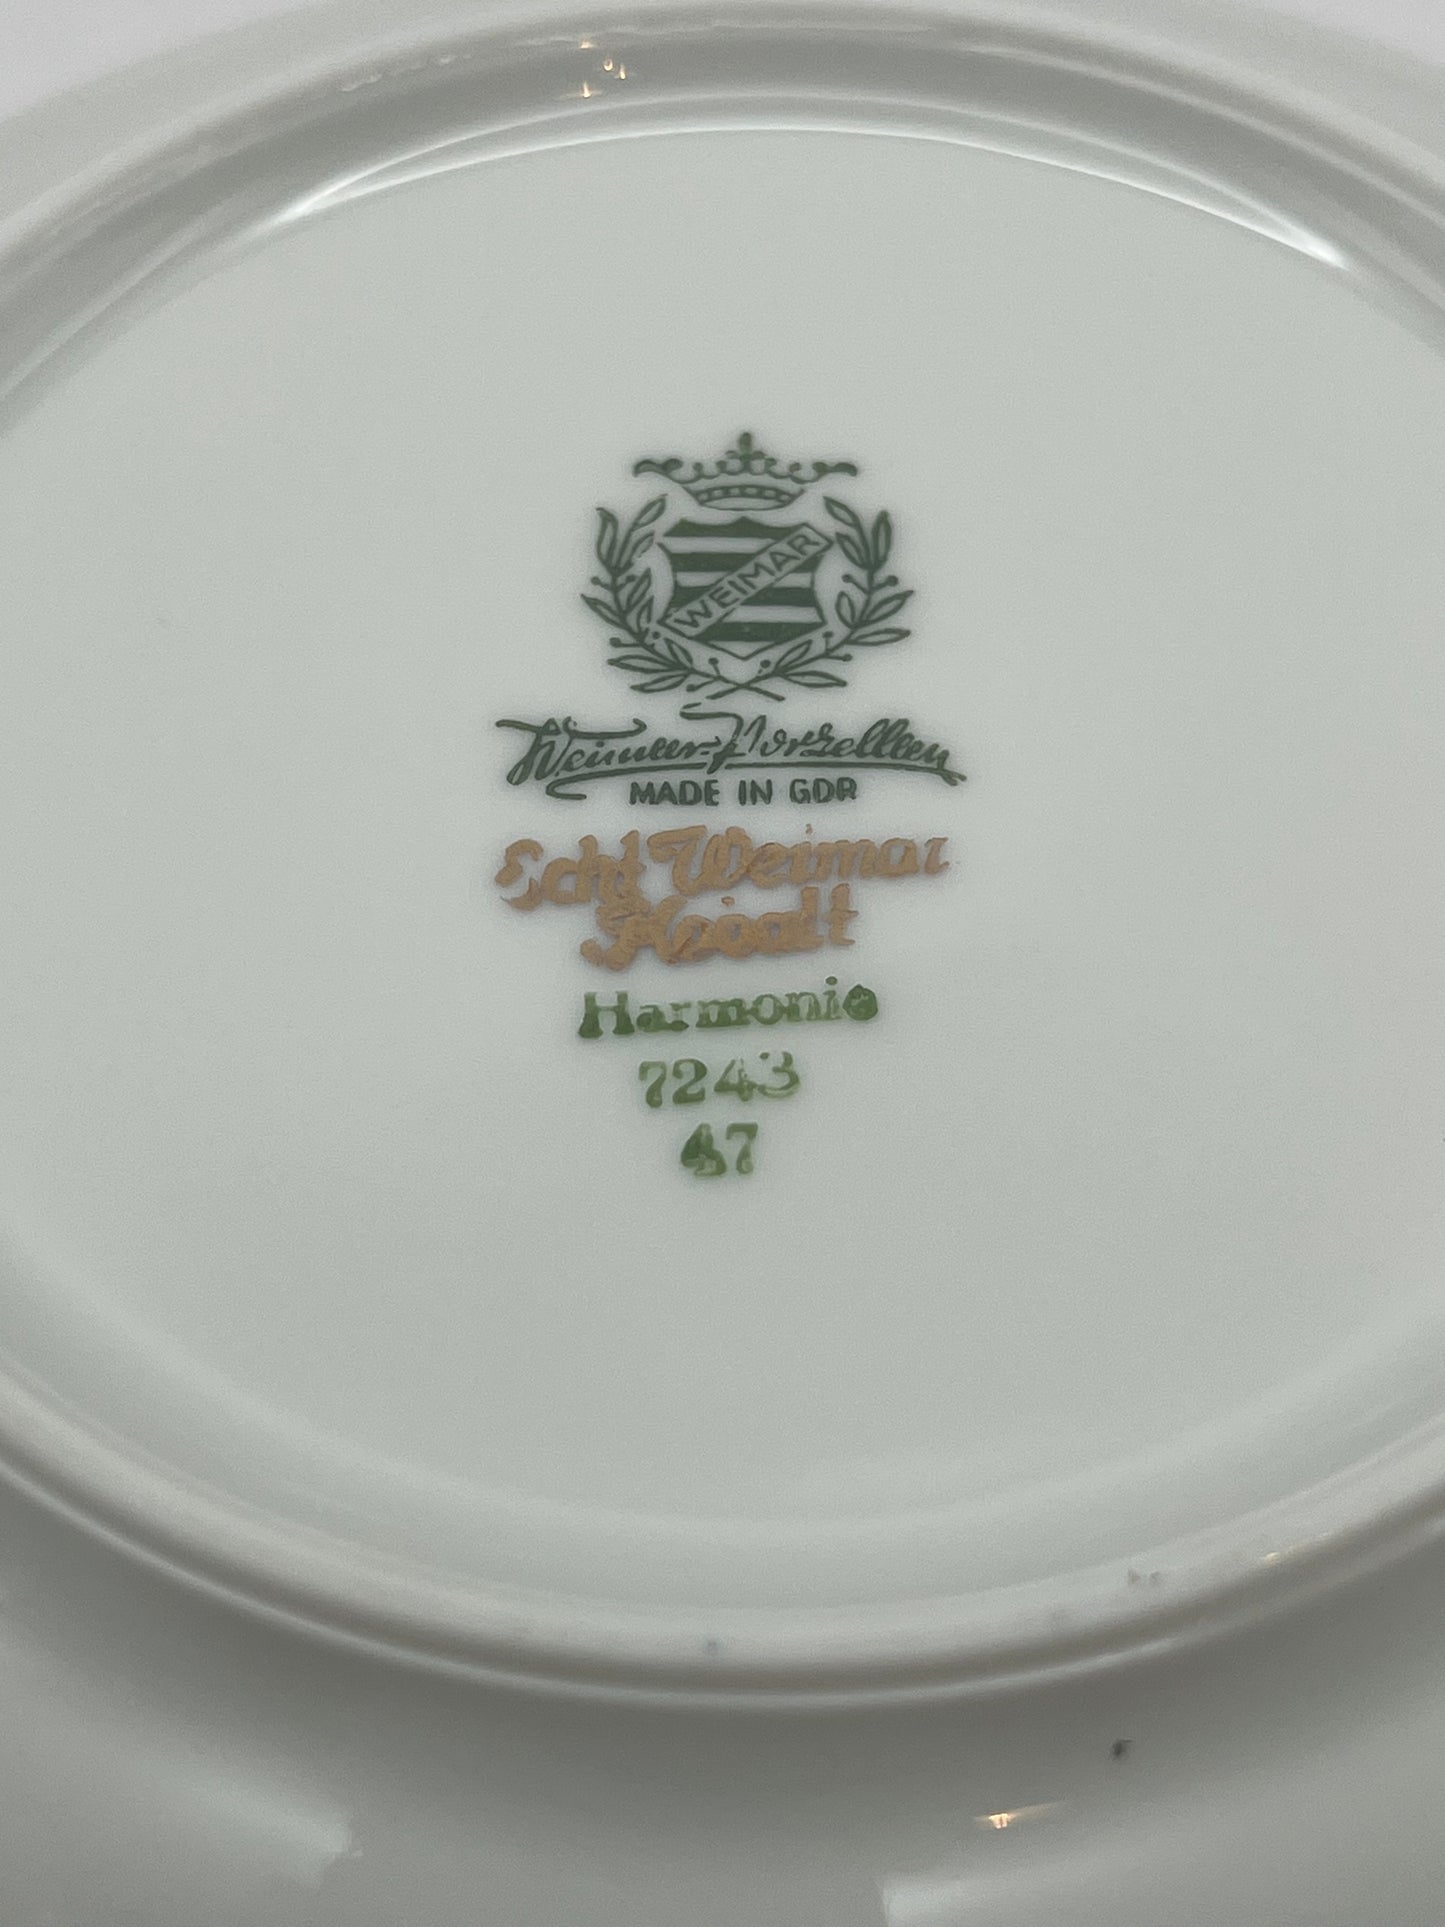 WEIMAR
Weimar-Porzellan
MADE IN GDR
Echt Weimar
Kobalt
Harmonie
7243
47